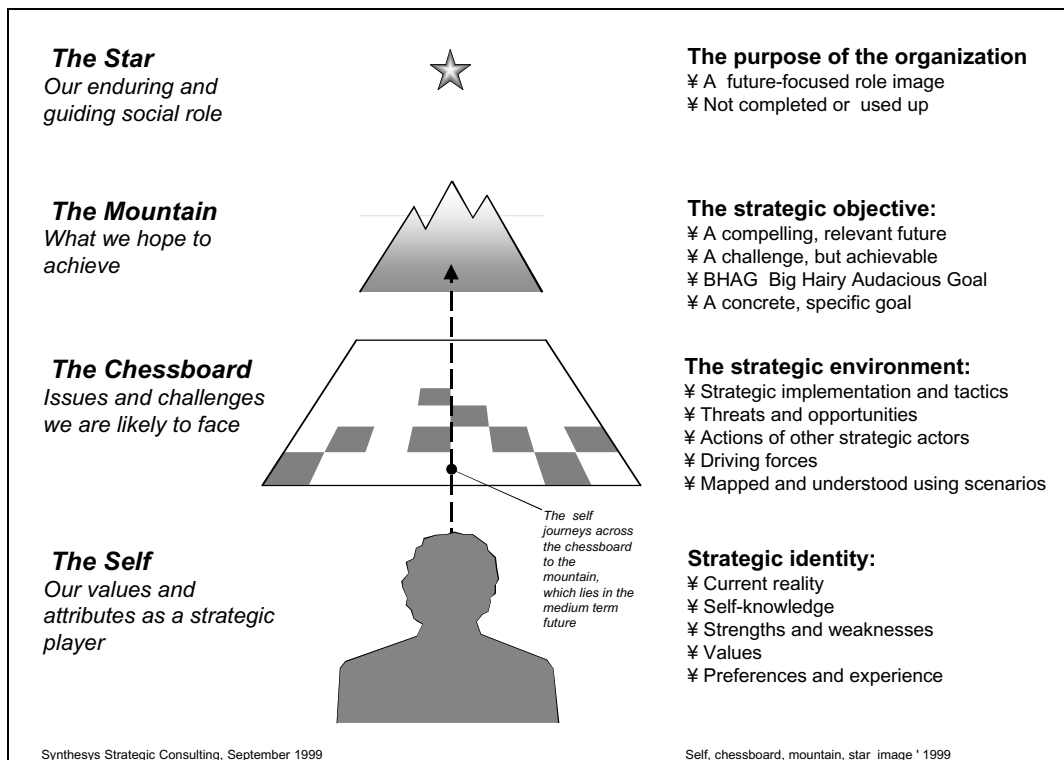 The Star
Our enduring and
guiding social role
The purpose of the organization
¥ A future-focused role image
¥ Not completed or used up
The Mountain
What we hope to
achieve
The strategic objective:
¥ A compelling, relevant future
¥ A challenge, but achievable
¥ BHAG Big Hairy Audacious Goal
¥ A concrete, specific goal
The Chessboard
Issues and challenges
we are likely to face
The strategic environment:
¥ Strategic implementation and tactics
¥ Threats and opportunities
¥ Actions of other strategic actors
¥ Driving forces
¥ Mapped and understood using scenarios
The self
journeys across
the chessboard
to the
mountain,
which lies in the
medium term
future
The Self
Our values and
attributes as a strategic
player
Strategic identity:
¥ Current reality
¥ Self-knowledge
¥ Strengths and weaknesses
¥ Values
¥ Preferences and experience
Synthesys Strategic Consulting, September 1999
Self, chessboard, mountain, star image ' 1999